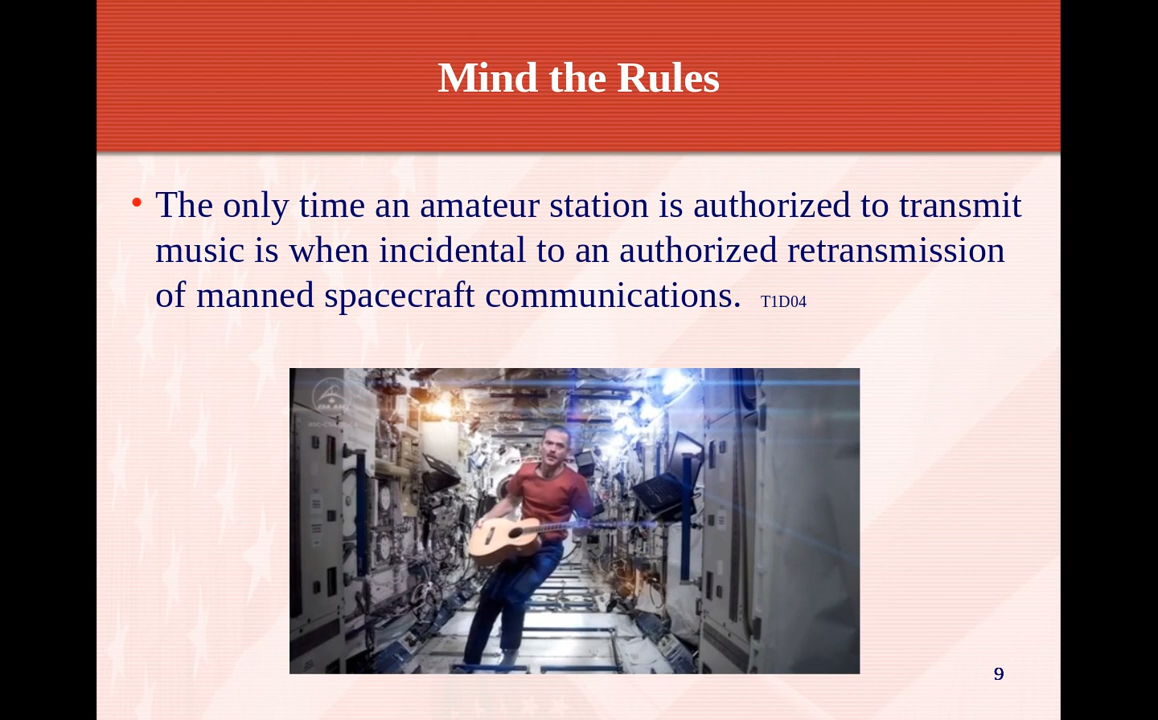 Mind the Rules
• The only time an amateur station is authorized to transmit
music is when incidental to an authorized retransmission
of manned spacecraft communications. T1D04
9